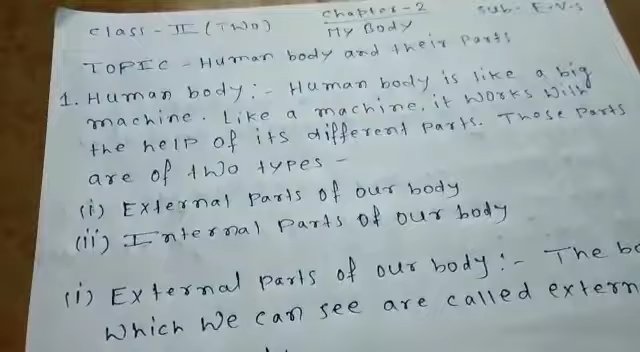 Class - II (Two)
Chapter-2
My Body
Sub- E.V.S
TOPIC - Human body and their Parts
1. Human body:- Human body is like a big
machine. Like a machine, it works with
the help of its different Parts. Those Parts
are of two types -
(i) External Parts of our body
(ii) Internal Parts of our body
(i) External Parts of our body:- The bo
which we can see are called extern